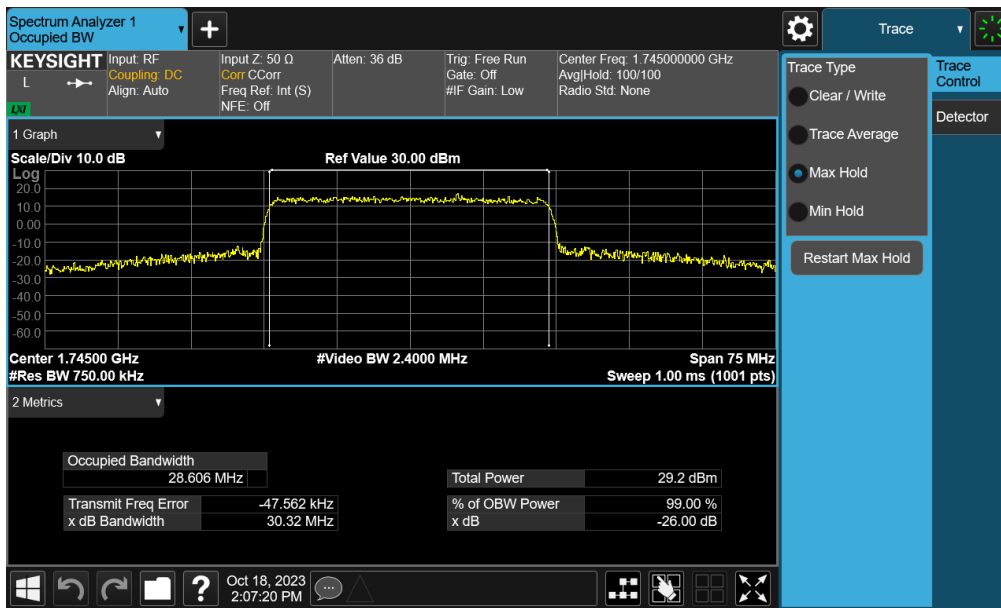 Spectrum Analyzer 1
Occupied BW
+
Trace
KEYSIGHT
L
LXI
Input: RF
Coupling: DC
Align: Auto
Input Z: 50 Ω
Corr CCorr
Freq Ref: Int (S)
NFE: Off
Atten: 36 dB
Trig: Free Run
Gate: Off
#IF Gain: Low
Center Freq: 1.745000000 GHz
Avg|Hold: 100/100
Radio Std: None
Trace Type
Clear / Write
Trace Average
Max Hold
Min Hold
Restart Max Hold
Trace
Control
Detector
1 Graph
Scale/Div 10.0 dB
Ref Value 30.00 dBm
Log
20.0
10.0
0.00
-10.0
-20.0
-30.0
-40.0
-50.0
-60.0
Center 1.74500 GHz
#Video BW 2.4000 MHz
Span 75 MHz
#Res BW 750.00 kHz
Sweep 1.00 ms (1001 pts)
2 Metrics
Occupied Bandwidth
28.606 MHz
Total Power 29.2 dBm
Transmit Freq Error -47.562 kHz
% of OBW Power 99.00 %
x dB Bandwidth 30.32 MHz
x dB -26.00 dB
?
Oct 18, 2023
2:07:20 PM